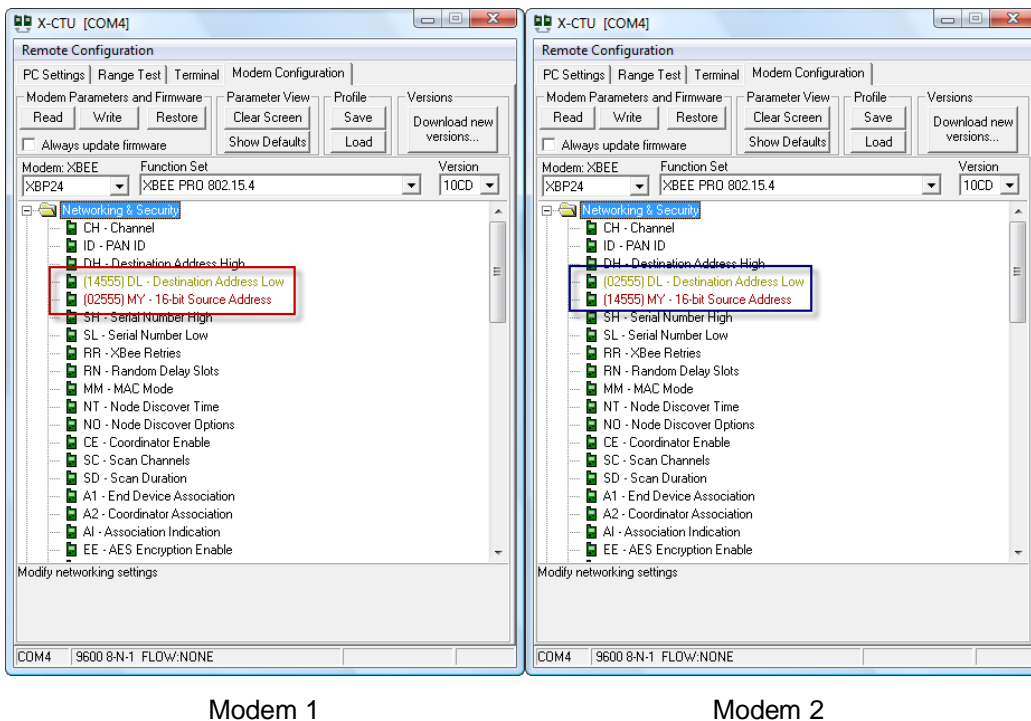 X-CTU [COM4]
Remote Configuration
PC Settings Range Test Terminal Modem Configuration
Modem Parameters and Firmware Parameter View Profile Versions
Read Write Restore Clear Screen Save Download new versions...
Always update firmware Show Defaults Load
Modem: XBEE Function Set Version
XBP24 XBEE PRO 802.15.4 10CD
Networking & Security
CH - Channel
ID - PAN ID
DH - Destination Address High
(14555) DL - Destination Address Low
(02555) MY - 16-bit Source Address
SH - Serial Number High
SL - Serial Number Low
RR - XBee Retries
RN - Random Delay Slots
MM - MAC Mode
NT - Node Discover Time
NO - Node Discover Options
CE - Coordinator Enable
SC - Scan Channels
SD - Scan Duration
A1 - End Device Association
A2 - Coordinator Association
AI - Association Indication
EE - AES Encryption Enable
Modify networking settings
COM4 9600 8-N-1 FLOW:NONE
Modem 1
X-CTU [COM4]
Remote Configuration
PC Settings Range Test Terminal Modem Configuration
Modem Parameters and Firmware Parameter View Profile Versions
Read Write Restore Clear Screen Save Download new versions...
Always update firmware Show Defaults Load
Modem: XBEE Function Set Version
XBP24 XBEE PRO 802.15.4 10CD
Networking & Security
CH - Channel
ID - PAN ID
DH - Destination Address High
(02555) DL - Destination Address Low
(14555) MY - 16-bit Source Address
SH - Serial Number High
SL - Serial Number Low
RR - XBee Retries
RN - Random Delay Slots
MM - MAC Mode
NT - Node Discover Time
NO - Node Discover Options
CE - Coordinator Enable
SC - Scan Channels
SD - Scan Duration
A1 - End Device Association
A2 - Coordinator Association
AI - Association Indication
EE - AES Encryption Enable
Modify networking settings
COM4 9600 8-N-1 FLOW:NONE
Modem 2